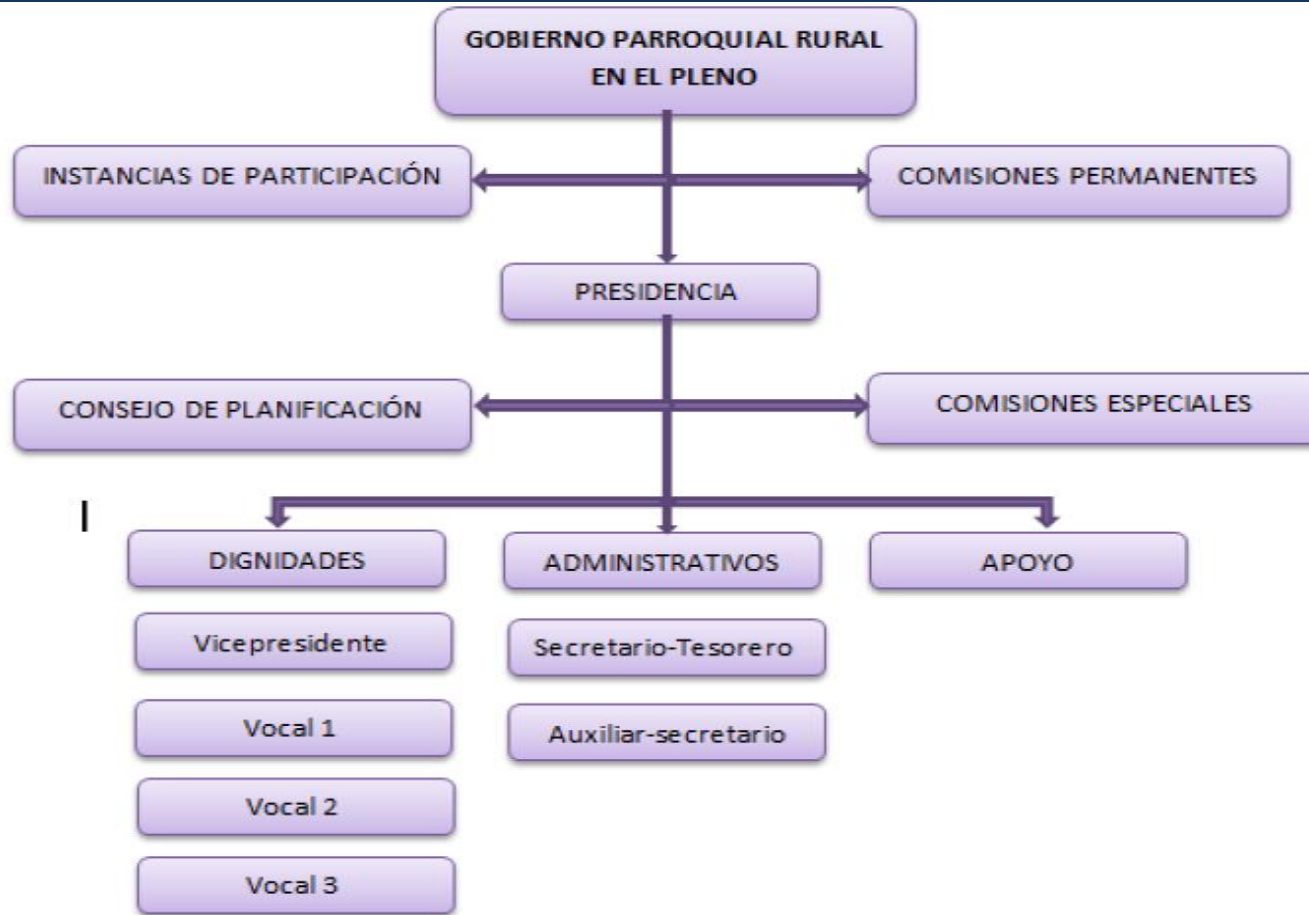 GOBIERNO PARROQUIAL RURAL
EN EL PLENO
INSTANCIAS DE PARTICIPACIÓN
COMISIONES PERMANENTES
PRESIDENCIA
CONSEJO DE PLANIFICACIÓN
COMISIONES ESPECIALES
DIGNIDADES
ADMINISTRATIVOS
APOYO
Vicepresidente
Secretario-Tesorero
Vocal 1
Auxiliar-secretario
Vocal 2
Vocal 3